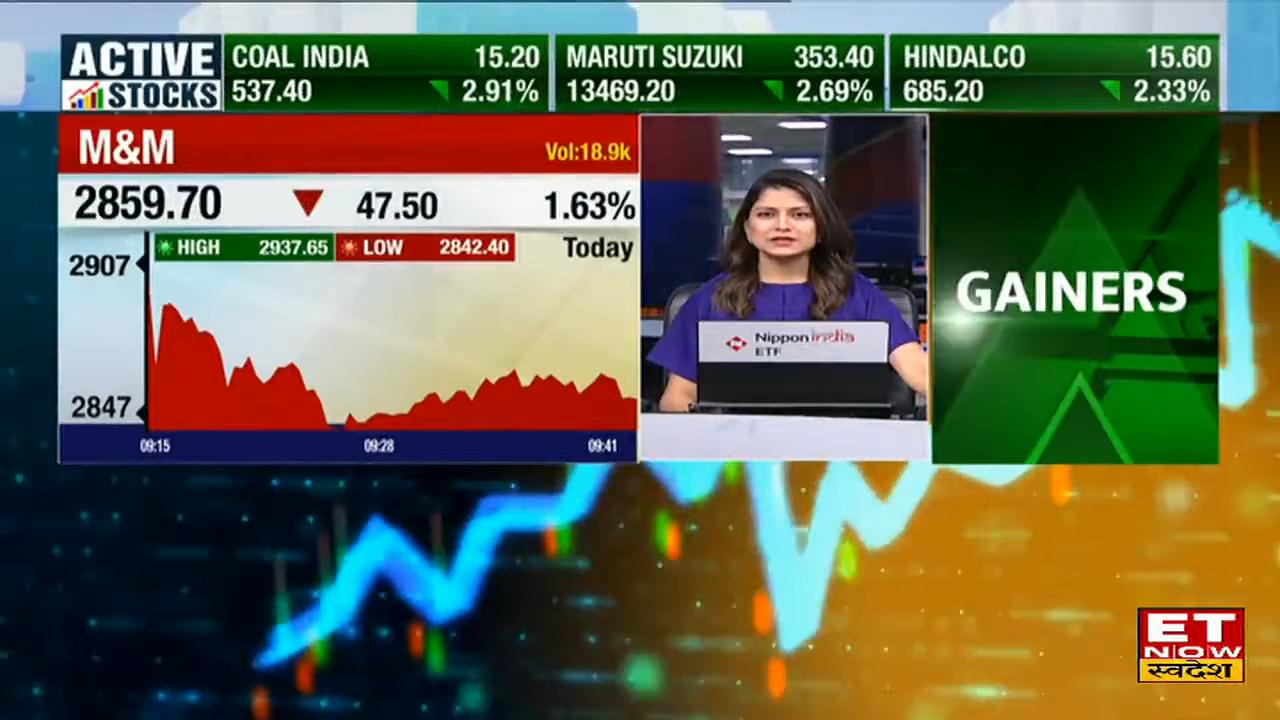 ACTIVE
STOCKS
COAL INDIA 15.20
537.40 2.91%
MARUTI SUZUKI 353.40
13469.20 2.69%
HINDALCO 15.60
685.20 2.33%
M&M
Vol:18.9k
2859.70 47.50 1.63%
HIGH 2937.65 LOW 2842.40 Today
2907
2847
09:15 09:28 09:41
Nippon india
ETF
GAINERS
ET
NOW
स्वदेश